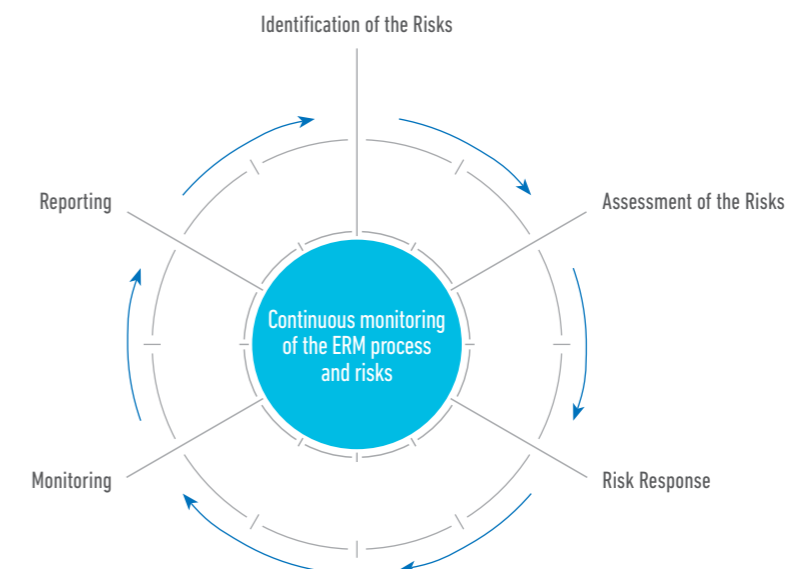 Identification of the Risks
Reporting
Assessment of the Risks
Continuous monitoring
of the ERM process
and risks
Monitoring
Risk Response